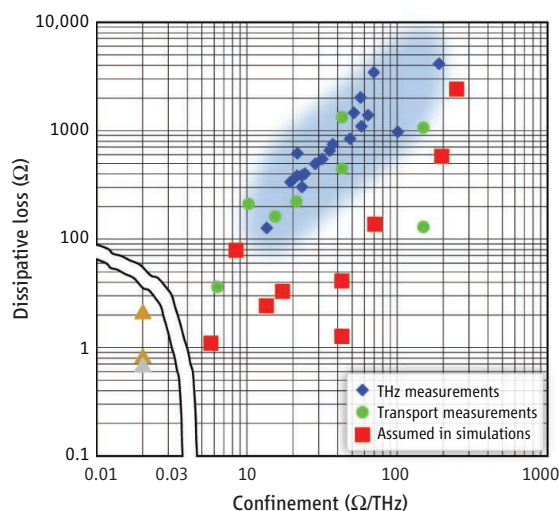 10,000
1000
100
1
0.1
0.01
0.03
10
100
1000
Dissipative loss (Ω)
Confinement (Ω/THz)
THz measurements
Transport measurements
Assumed in simulations